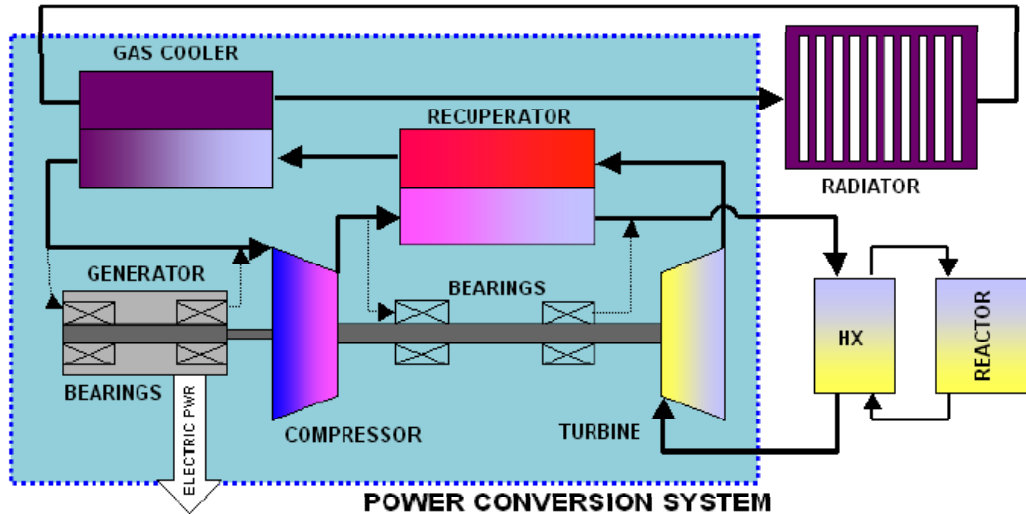 GAS COOLER
RECUPERATOR
RADIATOR
GENERATOR
BEARINGS
HX
REACTOR
BEARINGS
COMPRESSOR
TURBINE
ELECTRIC PWR
POWER CONVERSION SYSTEM